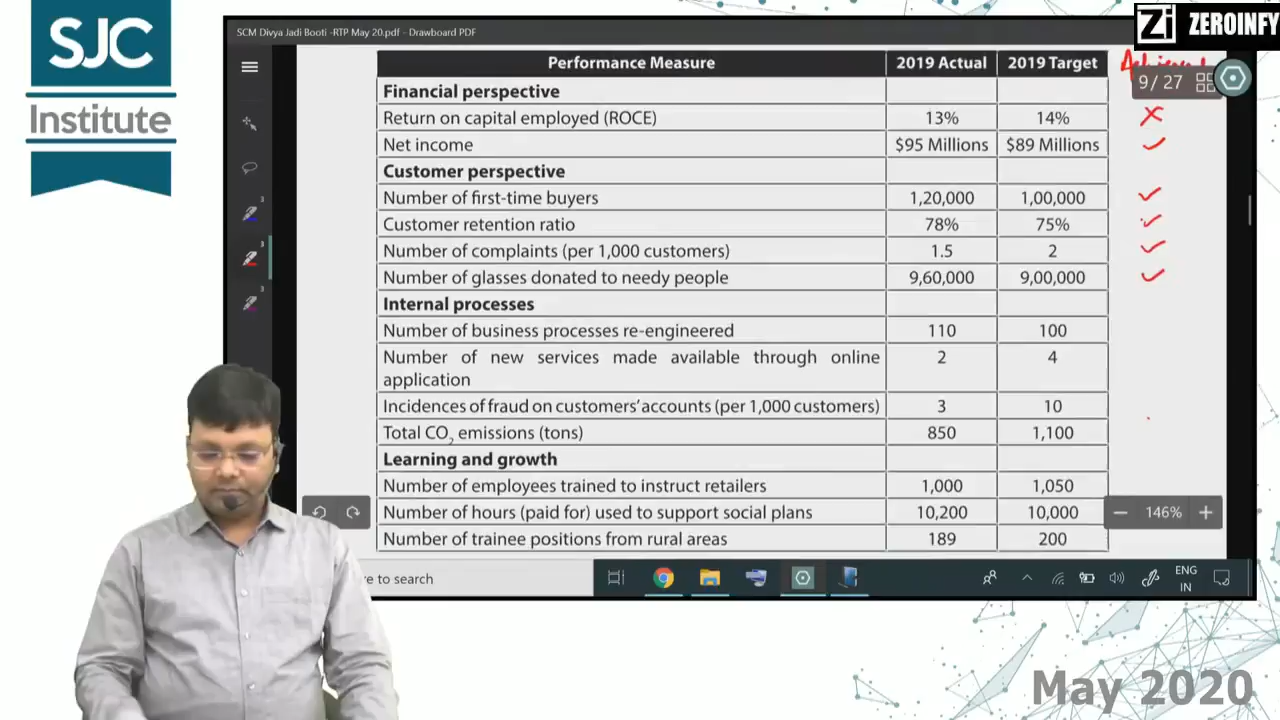 SJC
Institute
ZEROINFY
SCM Divya Jadi Booti -RTP May 20.pdf - Drawboard PDF
9 / 27
Performance Measure 2019 Actual 2019 Target
Financial perspective
Return on capital employed (ROCE) 13% 14%
Net income $95 Millions $89 Millions
Customer perspective
Number of first-time buyers 1,20,000 1,00,000
Customer retention ratio 78% 75%
Number of complaints (per 1,000 customers) 1.5 2
Number of glasses donated to needy people 9,60,000 9,00,000
Internal processes
Number of business processes re-engineered 110 100
Number of new services made available through online 2 4
application
Incidences of fraud on customers' accounts (per 1,000 customers) 3 10
Total CO2 emissions (tons) 850 1,100
Learning and growth
Number of employees trained to instruct retailers 1,000 1,050
Number of hours (paid for) used to support social plans 10,200 10,000
146%
Number of trainee positions from rural areas 189 200
re to search
ENG
IN
May 2020